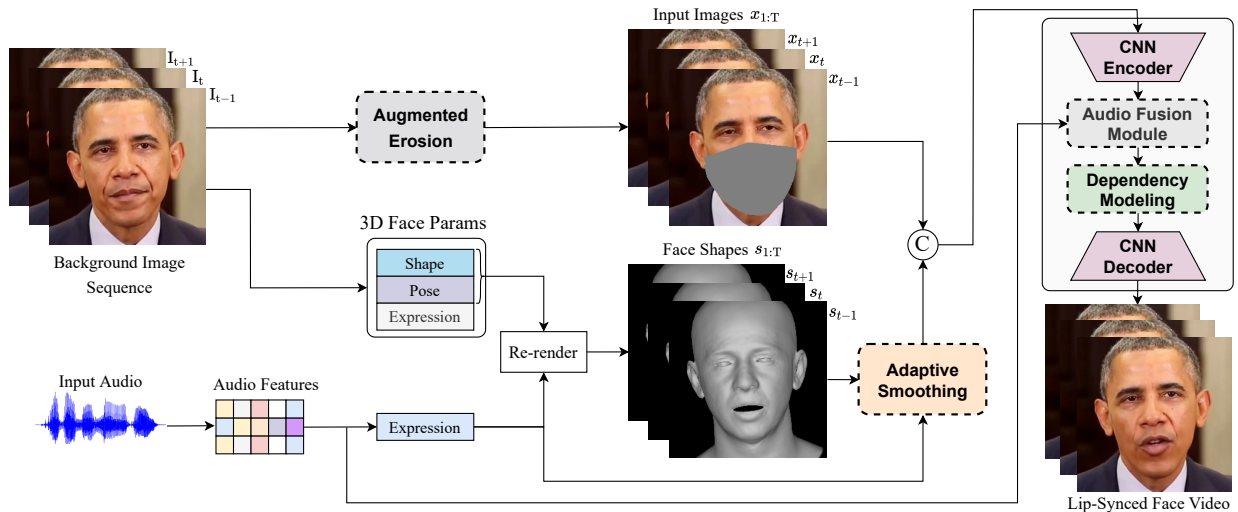 Input Images x1:T
It+1
It
It−1
Background Image
Sequence
Augmented
Erosion
xt+1
xt
xt−1
3D Face Params
Shape
Pose
Expression
Re-render
Face Shapes s1:T
st+1
st
st−1
Input Audio
Audio Features
Expression
Adaptive
Smoothing
C
CNN
Encoder
Audio Fusion
Module
Dependency
Modeling
CNN
Decoder
Lip-Synced Face Video